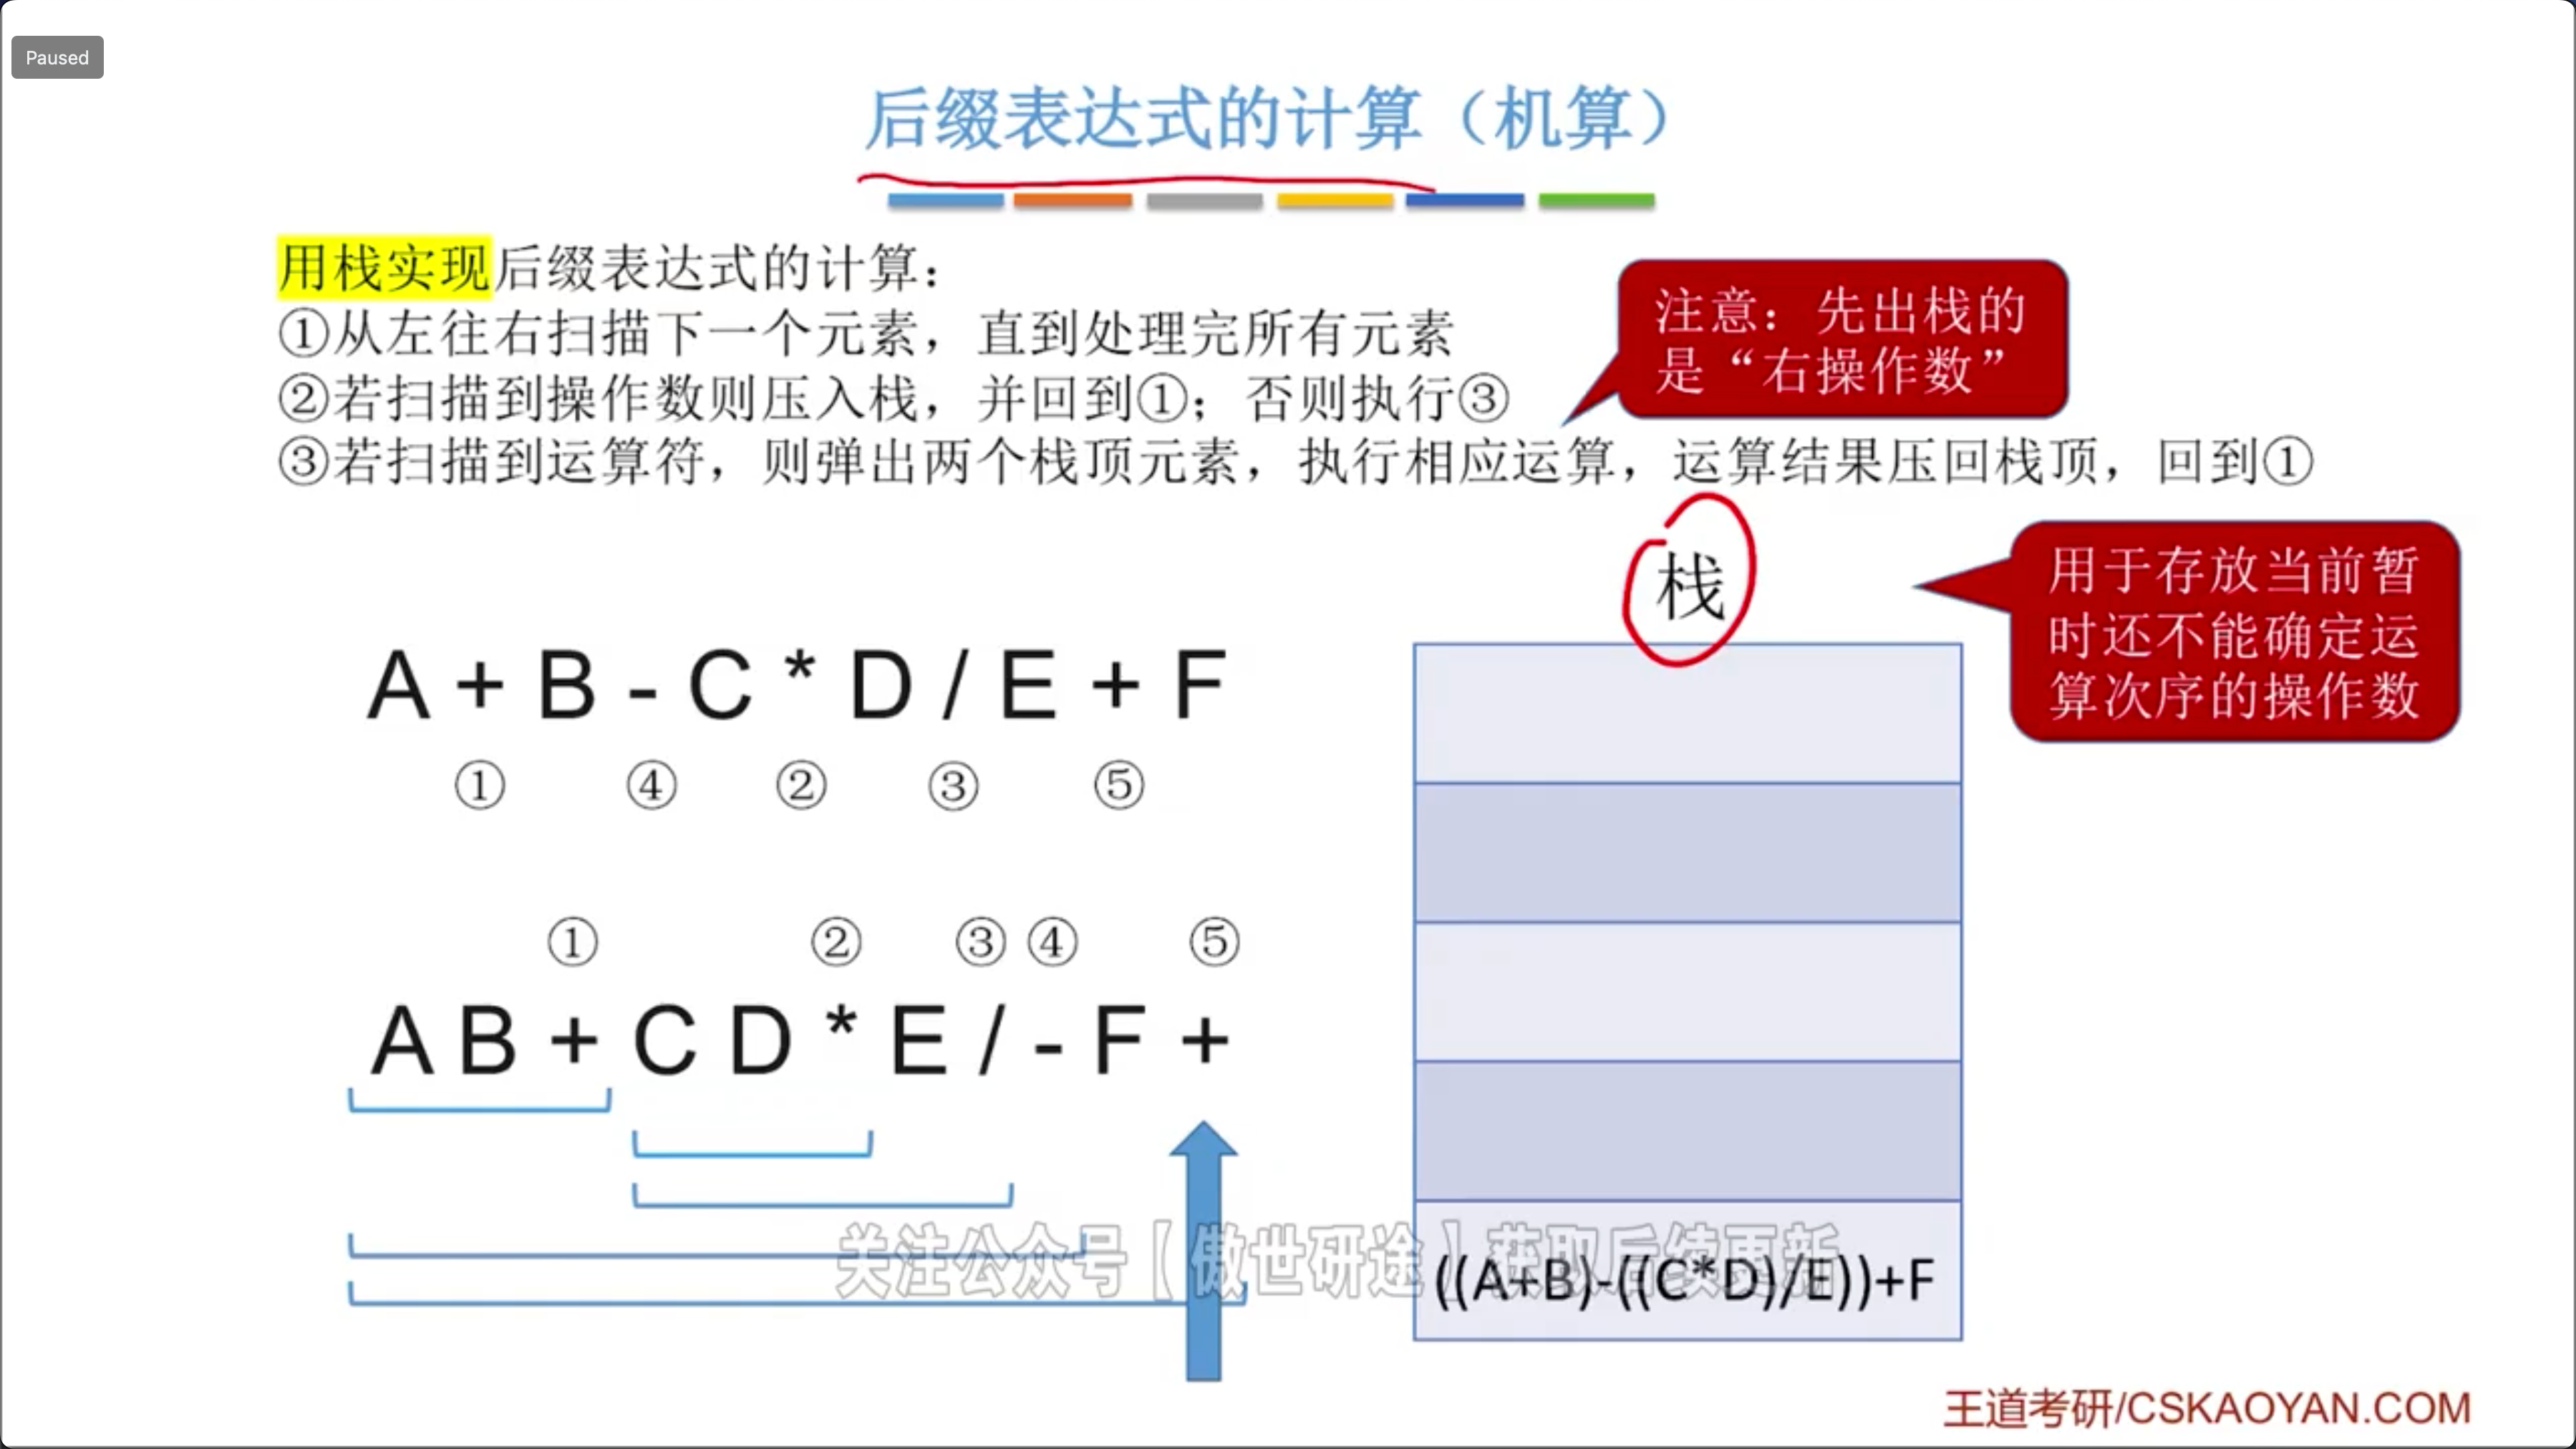 Paused
后缀表达式的计算（机算）
用栈实现后缀表达式的计算：
①从左往右扫描下一个元素，直到处理完所有元素
②若扫描到操作数则压入栈，并回到①；否则执行③
③若扫描到运算符，则弹出两个栈顶元素，执行相应运算，运算结果压回栈顶，回到①
注意：先出栈的
是“右操作数”
栈
用于存放当前暂
时还不能确定运
算次序的操作数
A + B - C * D / E + F
① ④ ② ③ ⑤
① ② ③ ④ ⑤
A B + C D * E / - F +
关注公众号【傲世研途】获取后续更新
((A+B)-((C*D)/E))+F
王道考研/CSKAOYAN.COM